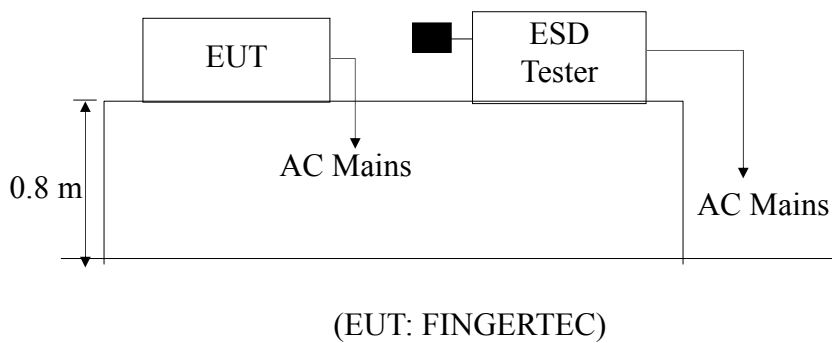 EUT
ESD
Tester
AC Mains
0.8 m
AC Mains
(EUT: FINGERTEC)